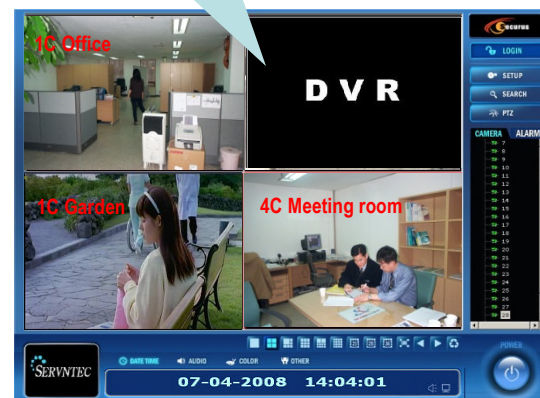 1C Office
DVR
1C Garden
4C Meeting room
Securus
LOGIN
SETUP
SEARCH
PTZ
CAMERA ALARM
7
8
9
10
11
12
13
14
15
16
17
18
19
20
21
22
23
24
25
26
27
28
DATE TIME AUDIO COLOR OTHER
SERVNTEC
07-04-2008 14:04:01
POWER